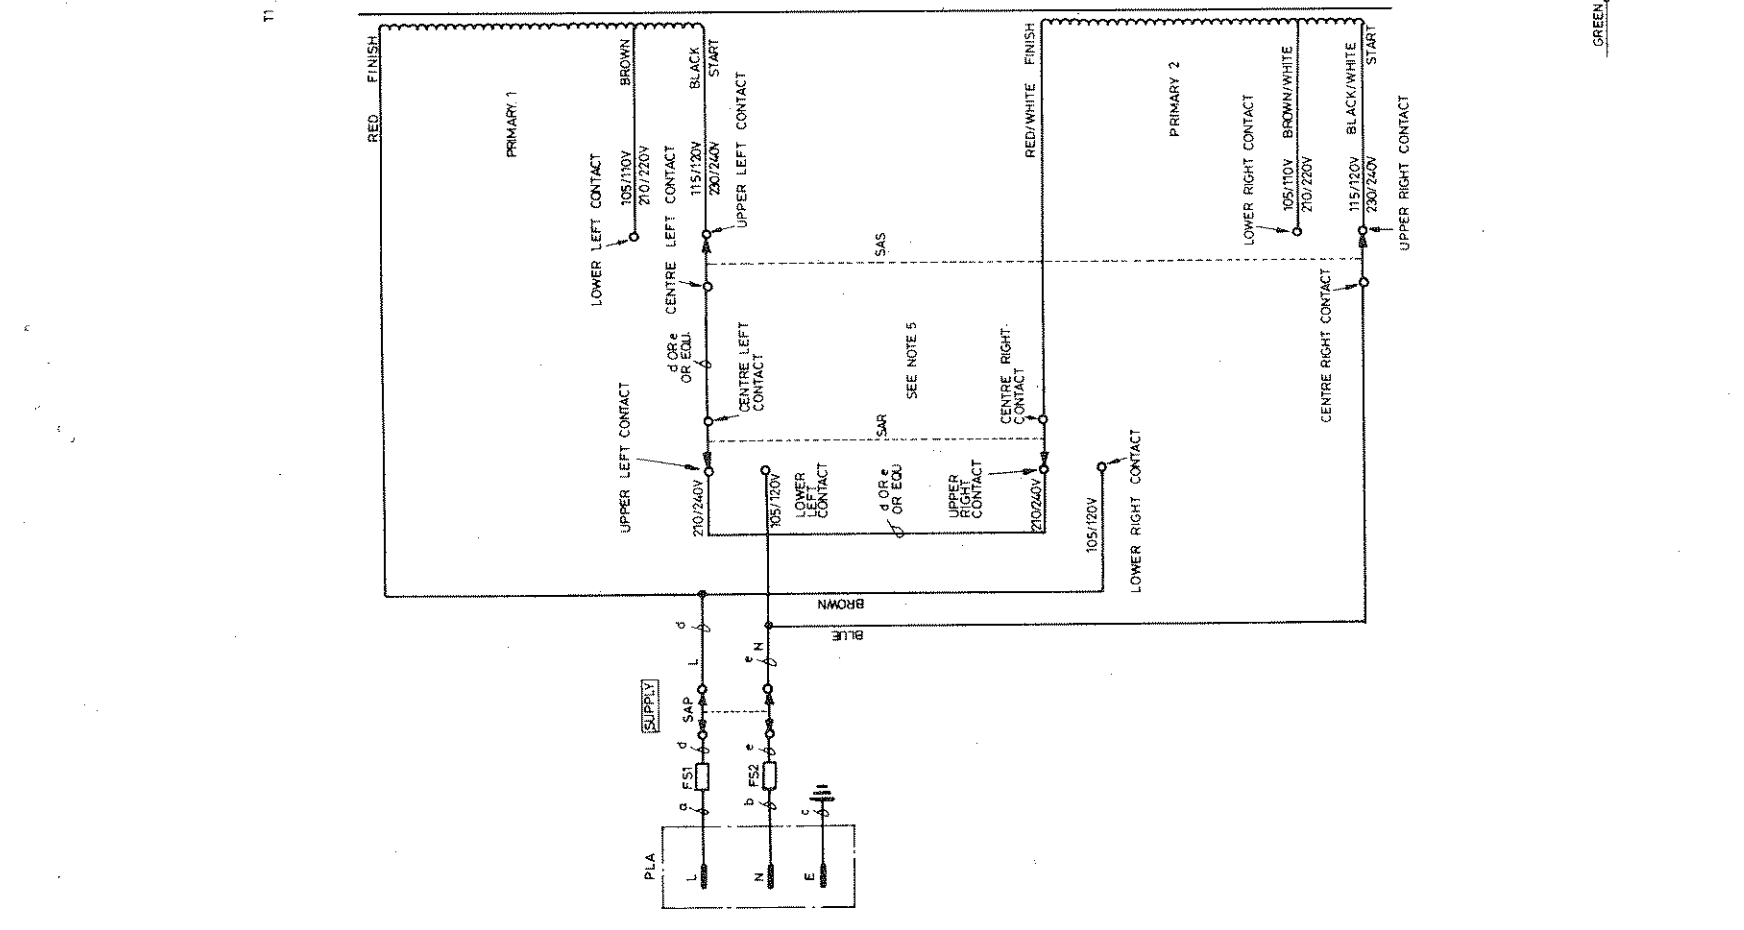 T1
GREEN
RED FINISH
PRIMARY. 1
BROWN
105/110V
210/220V
LOWER LEFT CONTACT
BLACK
START
115/120V
230/240V
UPPER LEFT CONTACT
CENTRE LEFT CONTACT
d OR e
OR EQU.
CENTRE LEFT
CONTACT
UPPER LEFT CONTACT
210/240V
105/120V
LOWER
LEFT
CONTACT
SAS
SEE NOTE 5
SAR
d OR e
OR EQU
RED/WHITE FINISH
PRIMARY 2
BROWN/WHITE
105/110V
210/220V
LOWER RIGHT CONTACT
BLACK/WHITE
START
115/120V
230/240V
UPPER RIGHT CONTACT
CENTRE RIGHT CONTACT
CENTRE RIGHT
CONTACT
UPPER
RIGHT
CONTACT
210/240V
105/120V
LOWER RIGHT CONTACT
BROWN
BLUE
d
L
e
N
SUPPLY
SAP
d
e
FS1
FS2
a
b
c
PLA
L
N
E